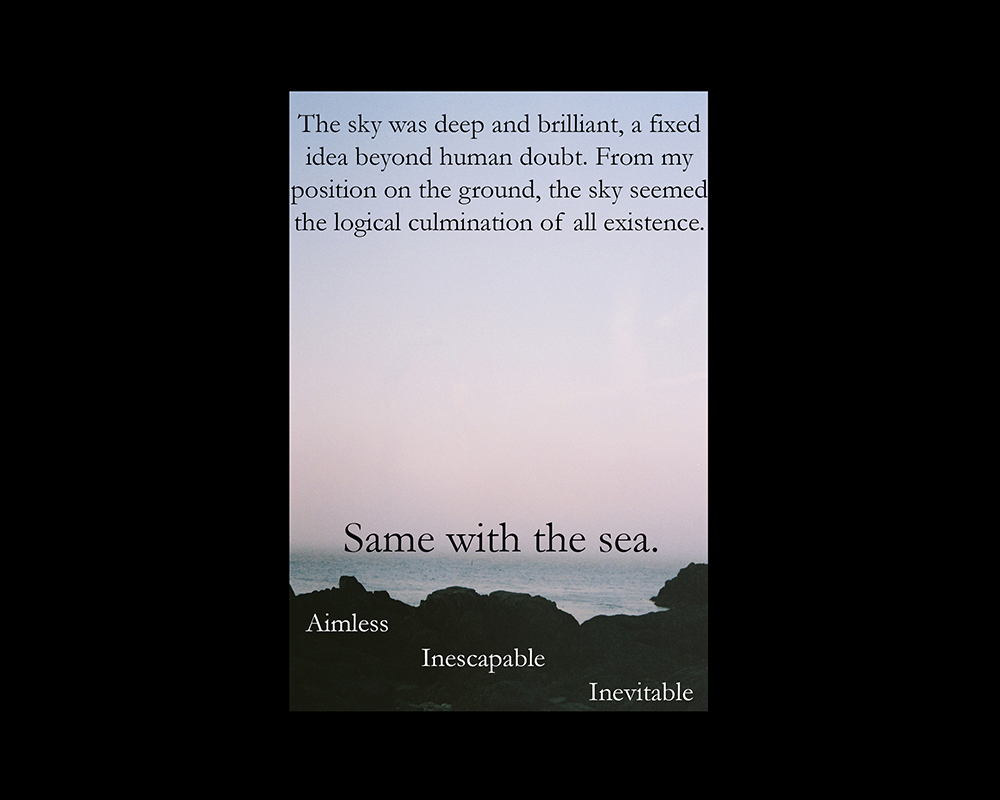 The sky was deep and brilliant, a fixed
idea beyond human doubt. From my
position on the ground, the sky seemed
the logical culmination of all existence.
Same with the sea.
Aimless
Inescapable
Inevitable